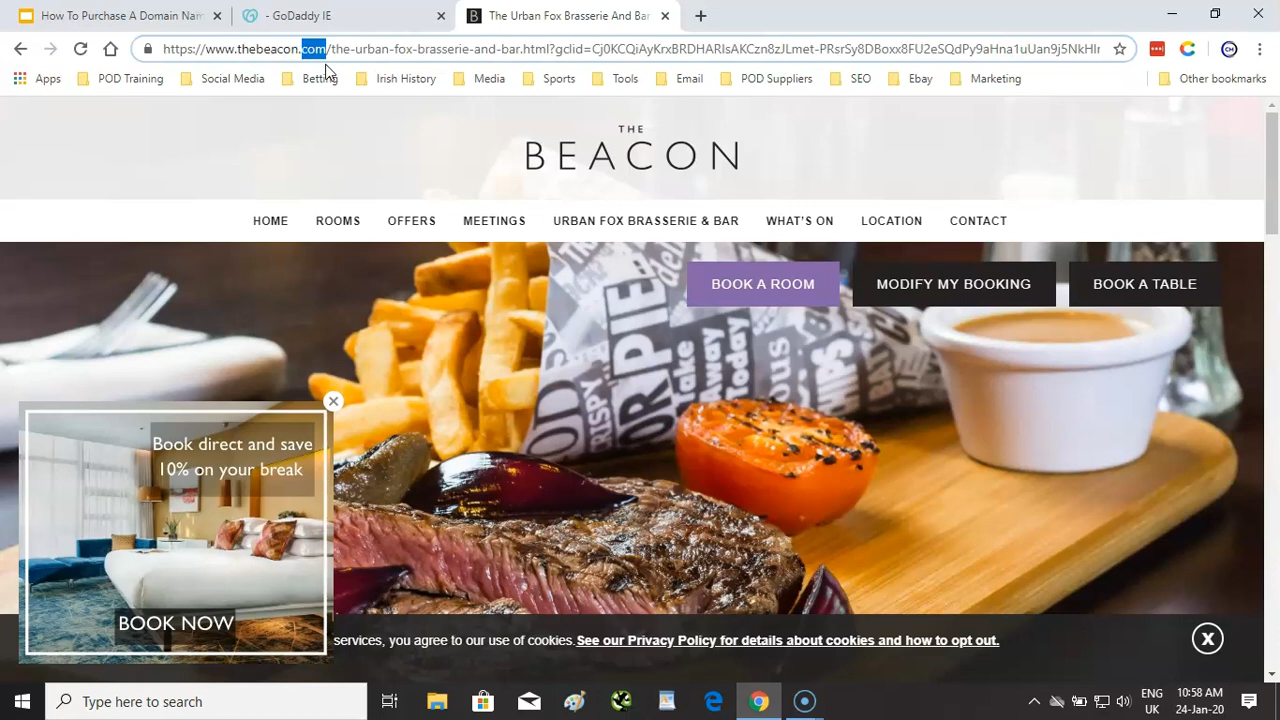 How To Purchase A Domain Nam
- GoDaddy IE
B The Urban Fox Brasserie And Bar
https://www.thebeacon.com/the-urban-fox-brasserie-and-bar.html?gclid=Cj0KCQiAyKrxBRDHARIsAKCzn8zJLmet-PRsrSy8DBoxx8FU2eSQdPy9aHna1uUan9j5NkHIr
CH
Apps POD Training Social Media Betting Irish History Media Sports Tools Email POD Suppliers SEO Ebay Marketing Other bookmarks
THE
BEACON
HOME ROOMS OFFERS MEETINGS URBAN FOX BRASSERIE & BAR WHAT'S ON LOCATION CONTACT
BOOK A ROOM MODIFY MY BOOKING BOOK A TABLE
Take
Away
Today
Book direct and save
10% on your break
BOOK NOW
services, you agree to our use of cookies.See our Privacy Policy for details about cookies and how to opt out.
X
Type here to search
ENG
UK
10:58 AM
24-Jan-20